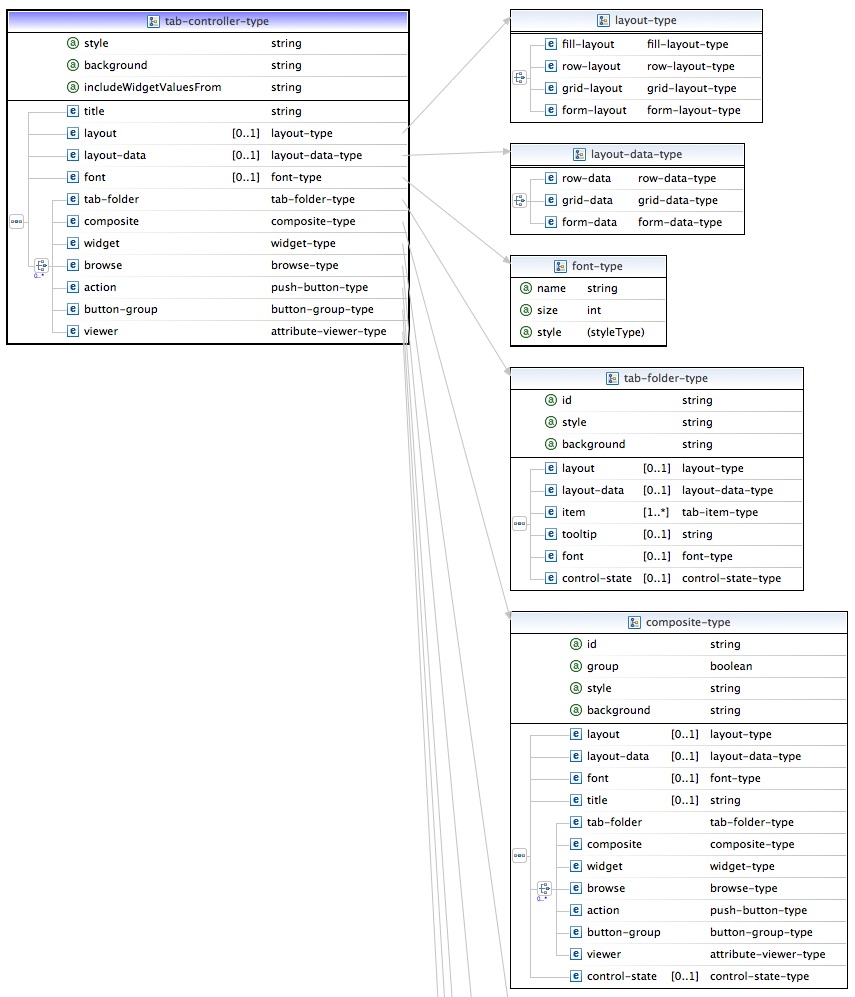 tab-controller-type
style string
background string
includeWidgetValuesFrom string
title string
layout [0..1] layout-type
layout-data [0..1] layout-data-type
font [0..1] font-type
tab-folder tab-folder-type
composite composite-type
widget widget-type
browse browse-type
action push-button-type
button-group button-group-type
viewer attribute-viewer-type
layout-type
fill-layout fill-layout-type
row-layout row-layout-type
grid-layout grid-layout-type
form-layout form-layout-type
layout-data-type
row-data row-data-type
grid-data grid-data-type
form-data form-data-type
font-type
name string
size int
style (styleType)
tab-folder-type
id string
style string
background string
layout [0..1] layout-type
layout-data [0..1] layout-data-type
item [1..*] tab-item-type
tooltip [0..1] string
font [0..1] font-type
control-state [0..1] control-state-type
composite-type
id string
group boolean
style string
background string
layout [0..1] layout-type
layout-data [0..1] layout-data-type
font [0..1] font-type
title [0..1] string
tab-folder tab-folder-type
composite composite-type
widget widget-type
browse browse-type
action push-button-type
button-group button-group-type
viewer attribute-viewer-type
control-state [0..1] control-state-type